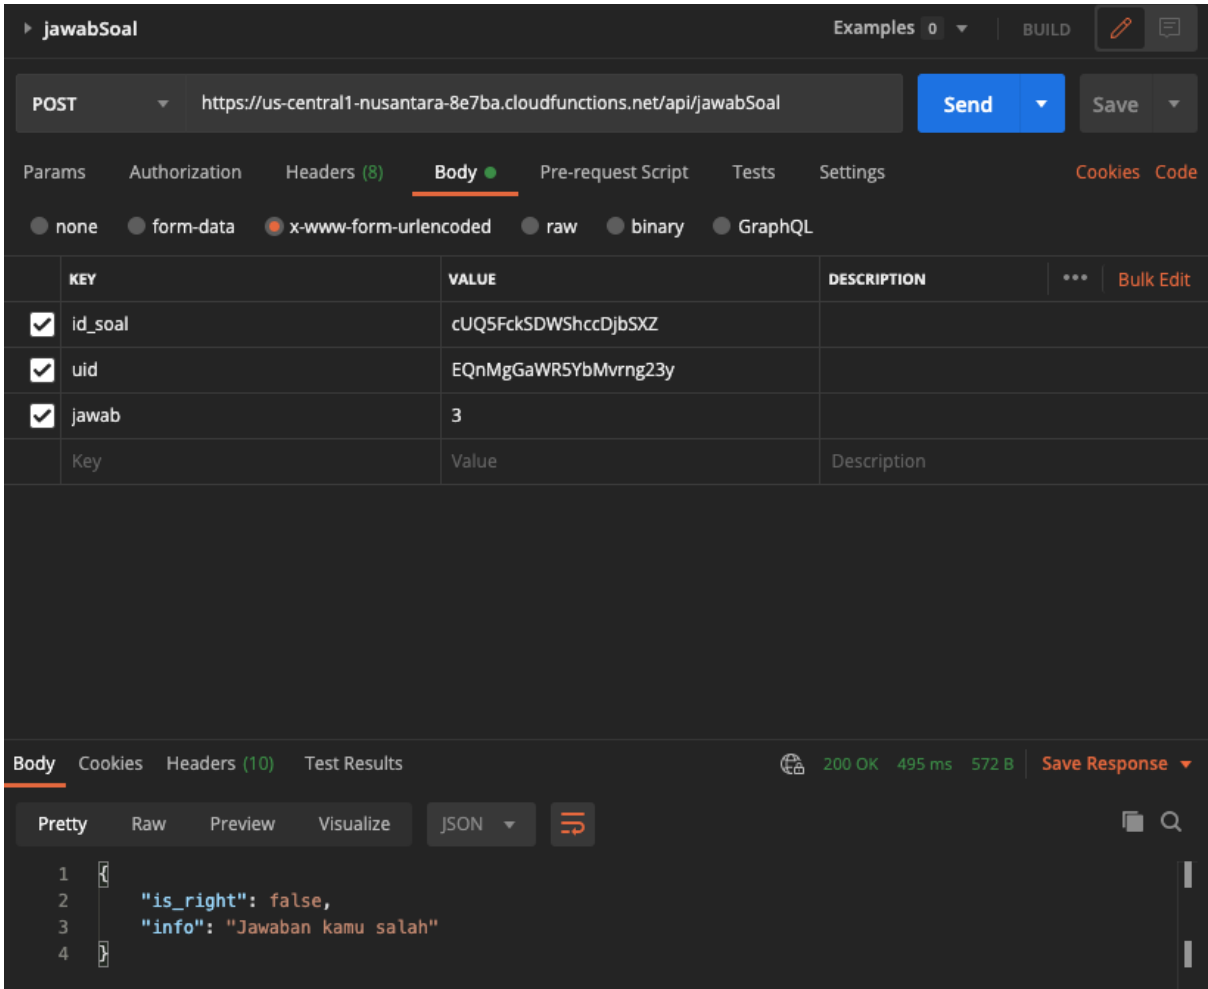 jawabSoal Examples 0 BUILD
POST https://us-central1-nusantara-8e7ba.cloudfunctions.net/api/jawabSoal Send Save
Params Authorization Headers (8) Body Pre-request Script Tests Settings Cookies Code
none form-data x-www-form-urlencoded raw binary GraphQL
KEY VALUE DESCRIPTION ••• Bulk Edit
id_soal cUQ5FckSDWShccDjbSXZ
uid EQnMgGaWR5YbMvrng23y
jawab 3
Key Value Description
Body Cookies Headers (10) Test Results 200 OK 495 ms 572 B Save Response
Pretty Raw Preview Visualize JSON
1 {
2 "is_right": false,
3 "info": "Jawaban kamu salah"
4 }